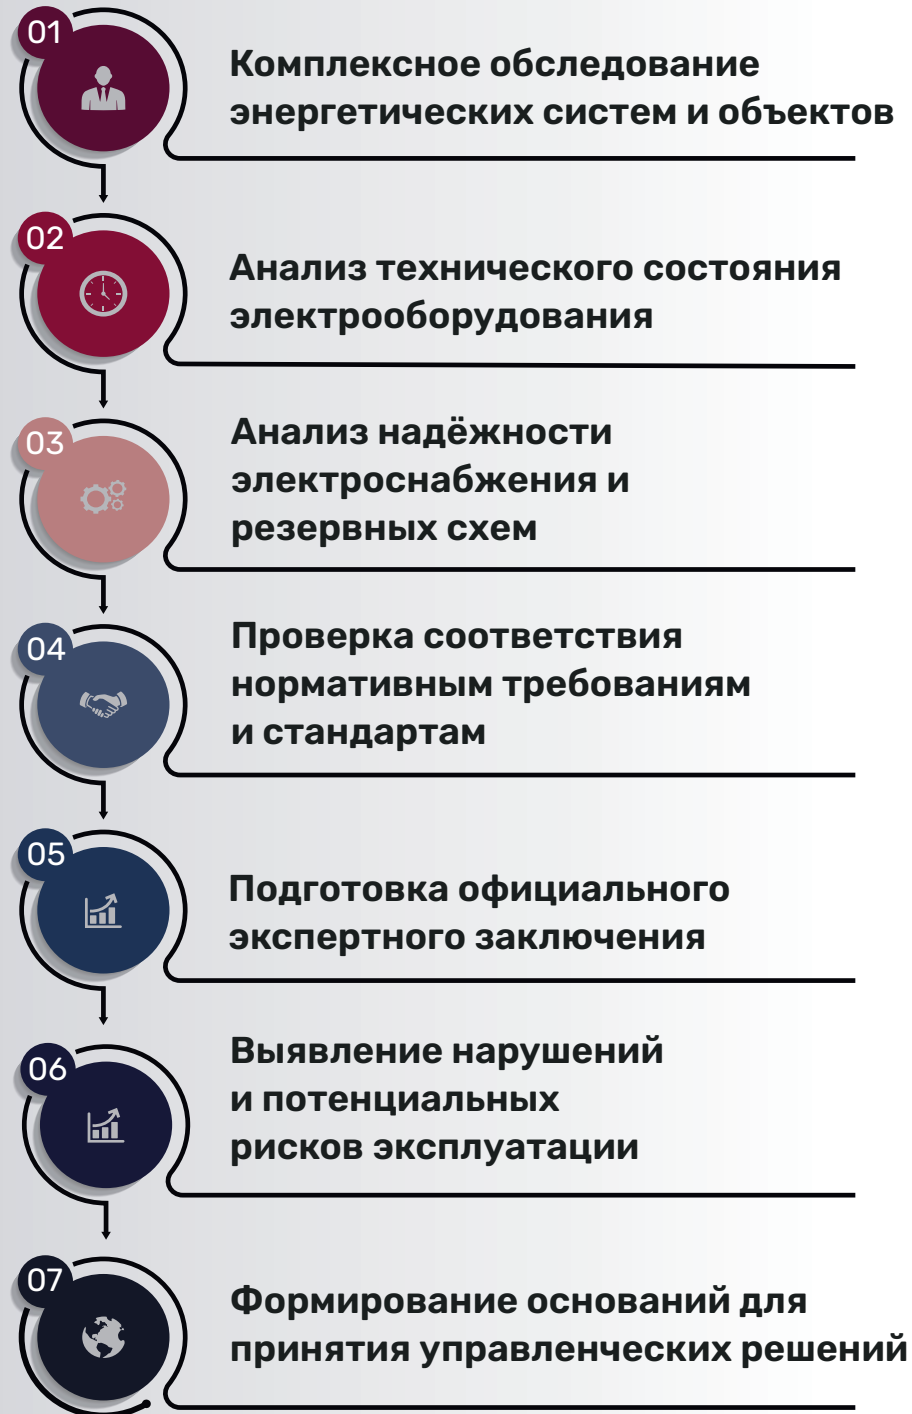 01
Комплексное обследование
энергетических систем и объектов
02
Анализ технического состояния
электрооборудования
03
Анализ надёжности
электроснабжения и
резервных схем
04
Проверка соответствия
нормативным требованиям
и стандартам
05
Подготовка официального
экспертного заключения
06
Выявление нарушений
и потенциальных
рисков эксплуатации
07
Формирование оснований для
принятия управленческих решений